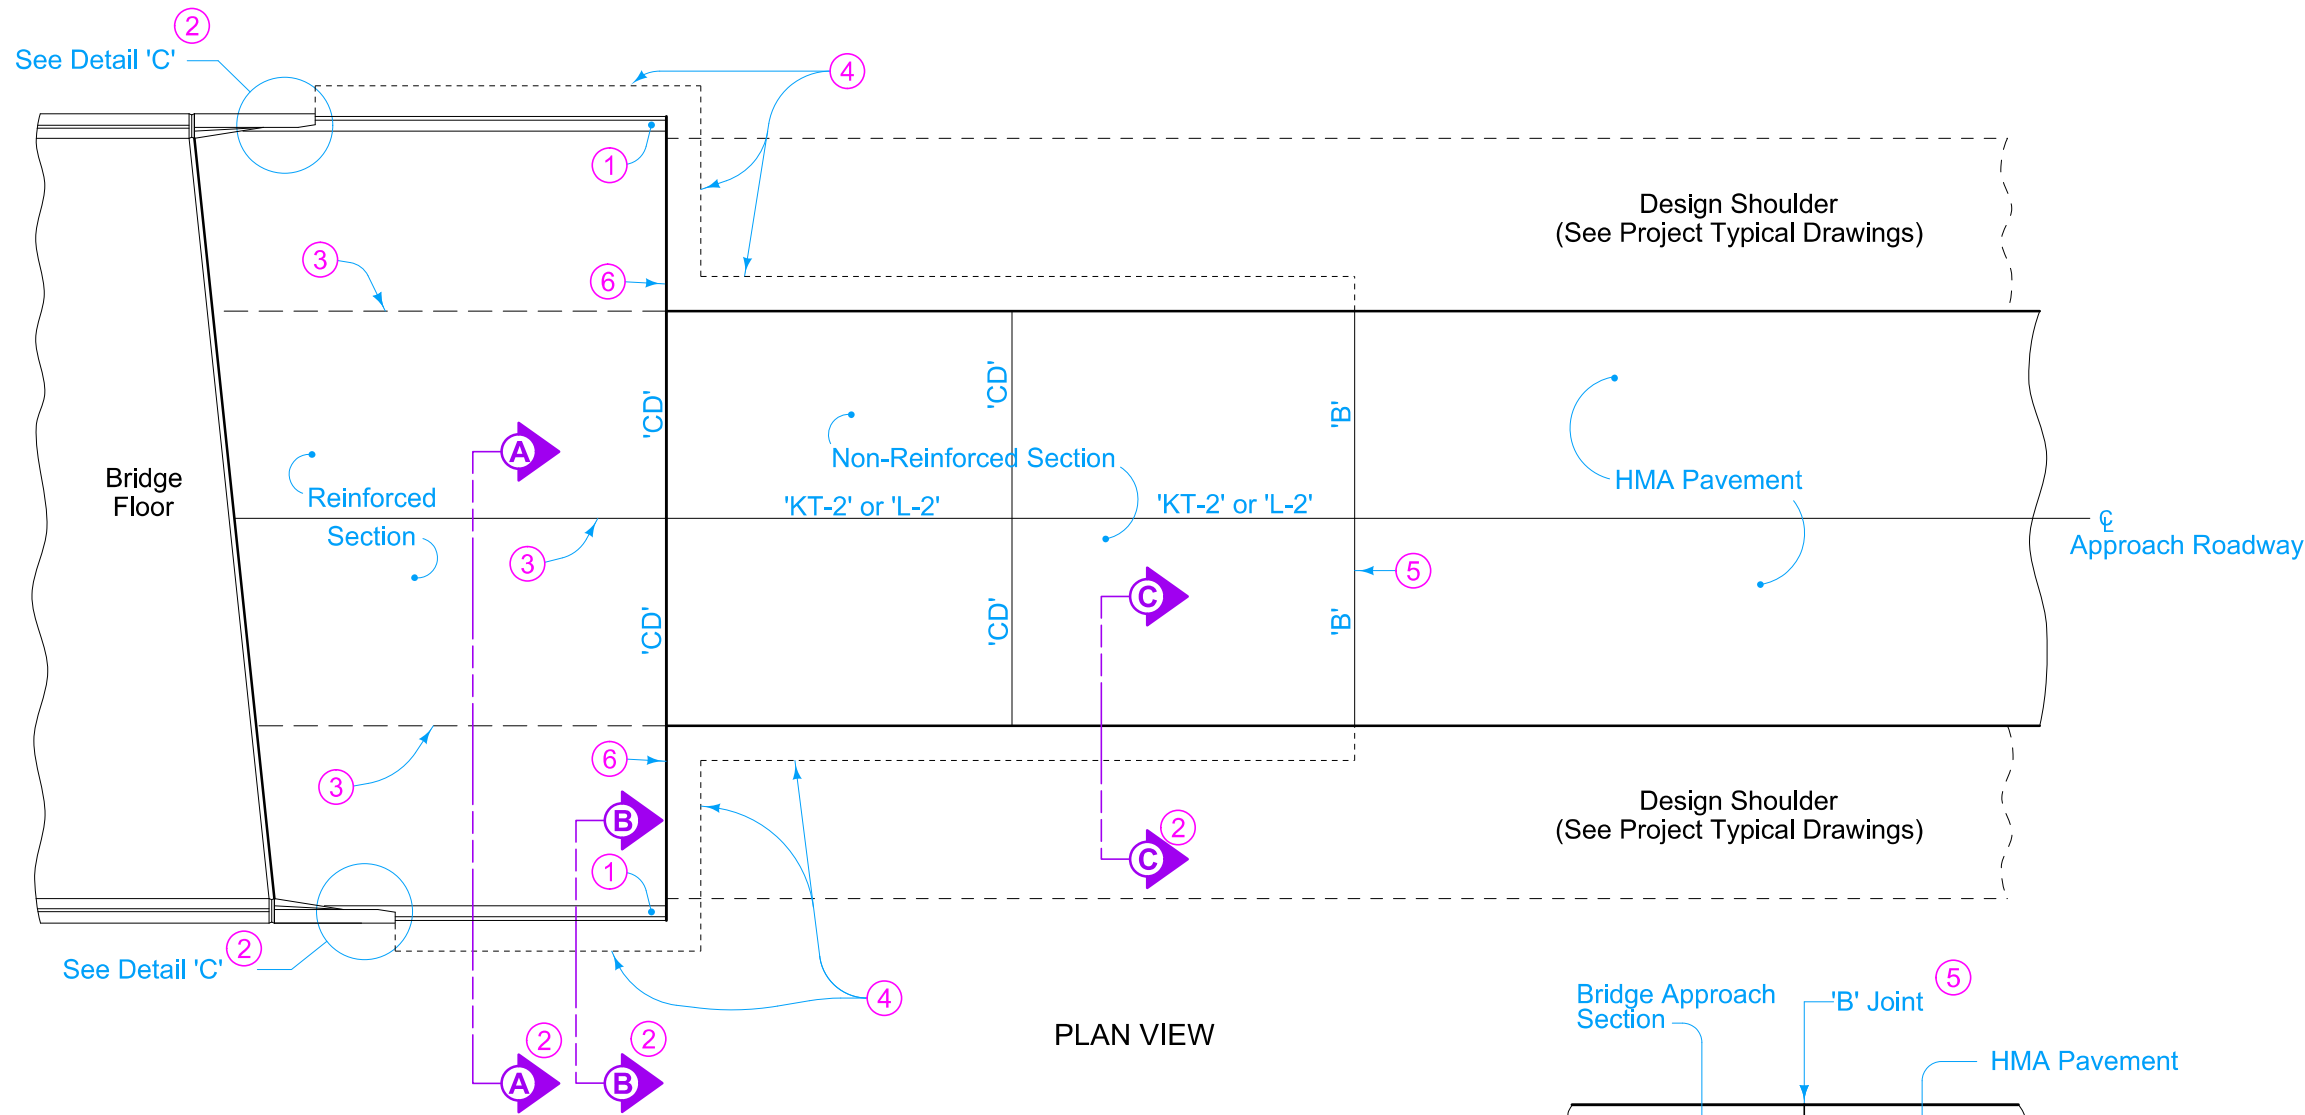 2
See Detail 'C'
4
1
Design Shoulder
(See Project Typical Drawings)
3
6
'CD'
'CD'
'B'
A
Bridge
Floor
Reinforced
Section
Non-Reinforced Section
'KT-2' or 'L-2'
'KT-2' or 'L-2'
HMA Pavement
℄
Approach Roadway
3
5
C
'CD'
'CD'
'B'
6
3
B
Design Shoulder
(See Project Typical Drawings)
2
C
1
2
See Detail 'C'
4
PLAN VIEW
2
A
2
B
Bridge Approach
Section
'B' Joint
5
HMA Pavement